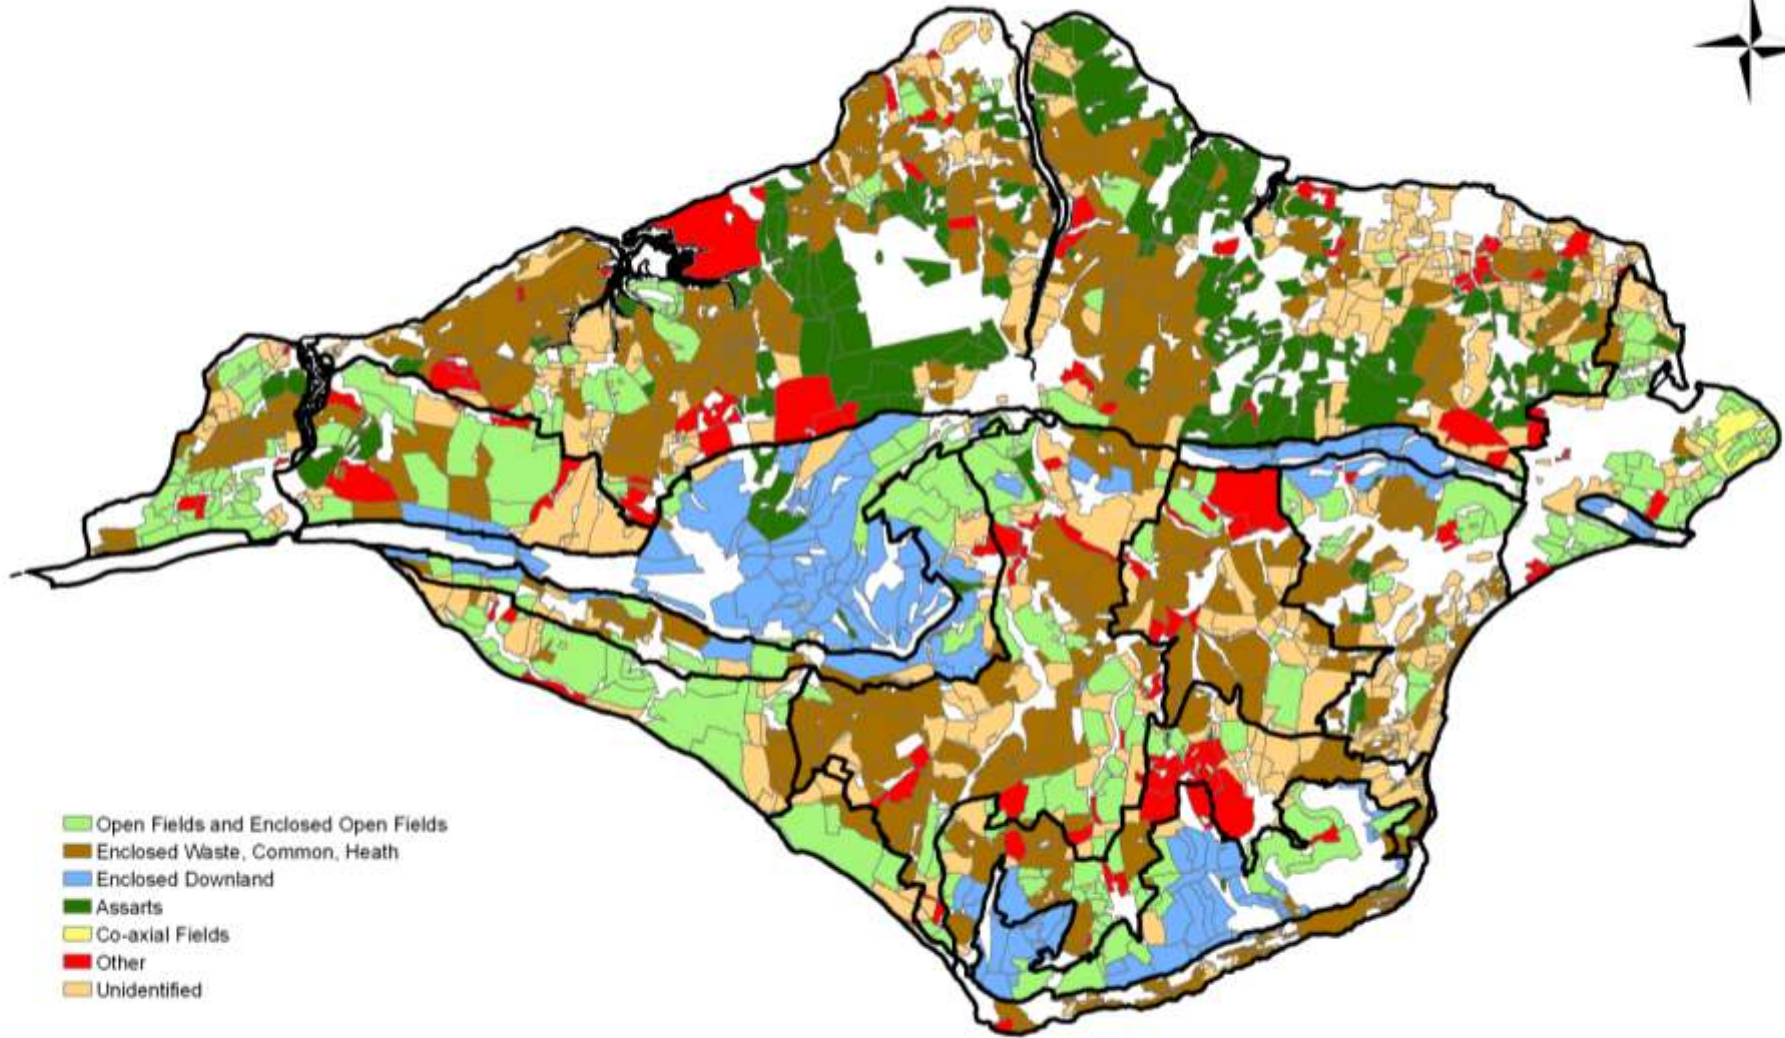 Open Fields and Enclosed Open Fields
Enclosed Waste, Common, Heath
Enclosed Downland
Assarts
Co-axial Fields
Other
Unidentified